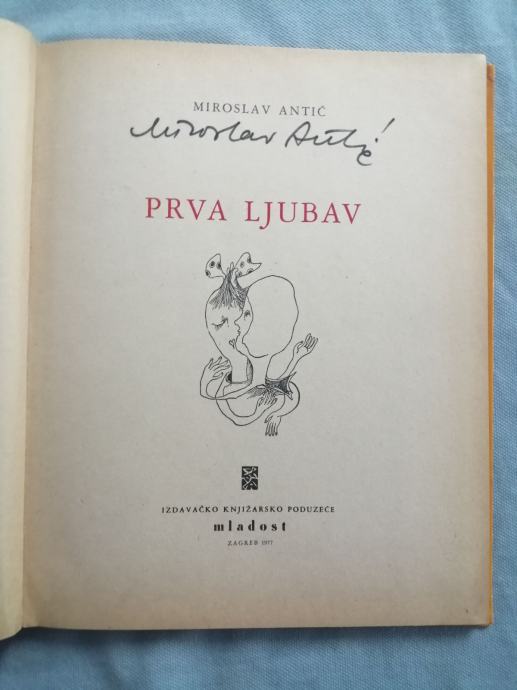 MIROSLAV ANTIĆ
Miroslav Antić
PRVA LJUBAV
IZDAVAČKO KNJIŽARSKO PODUZEĆE
mladost
ZAGREB 1977